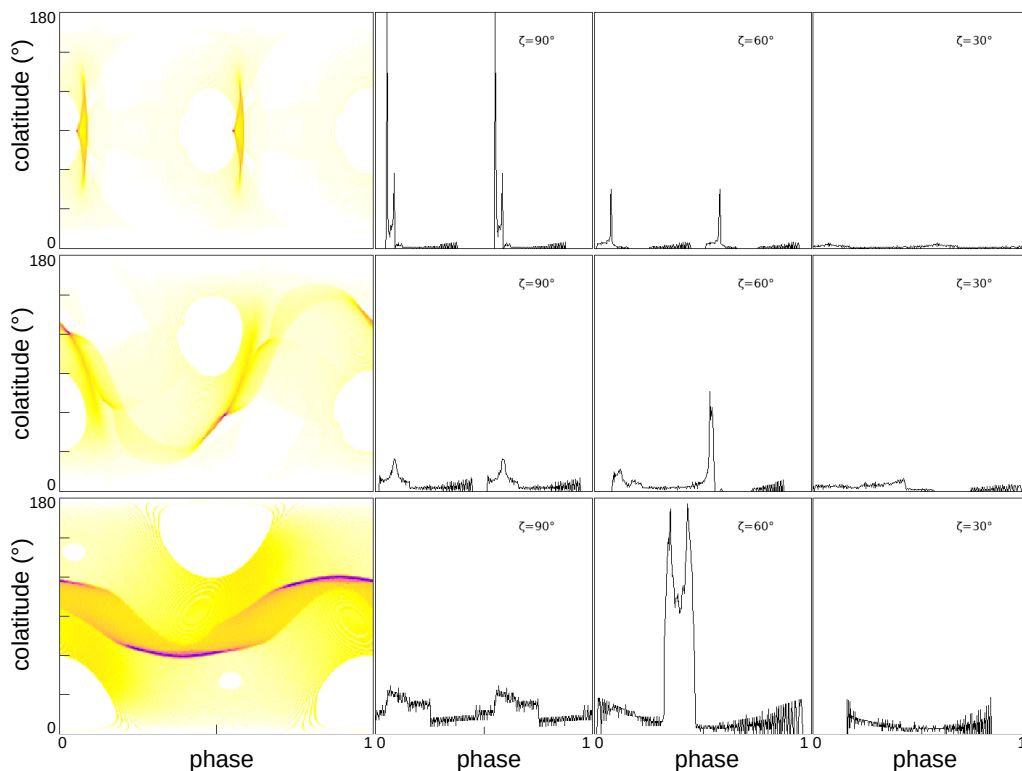 180
colatitude (°)
0
ζ=90°
ζ=60°
ζ=30°
180
colatitude (°)
0
ζ=90°
ζ=60°
ζ=30°
180
colatitude (°)
0
ζ=90°
ζ=60°
ζ=30°
0 1 0 1 0 1 0 1
phase phase phase phase